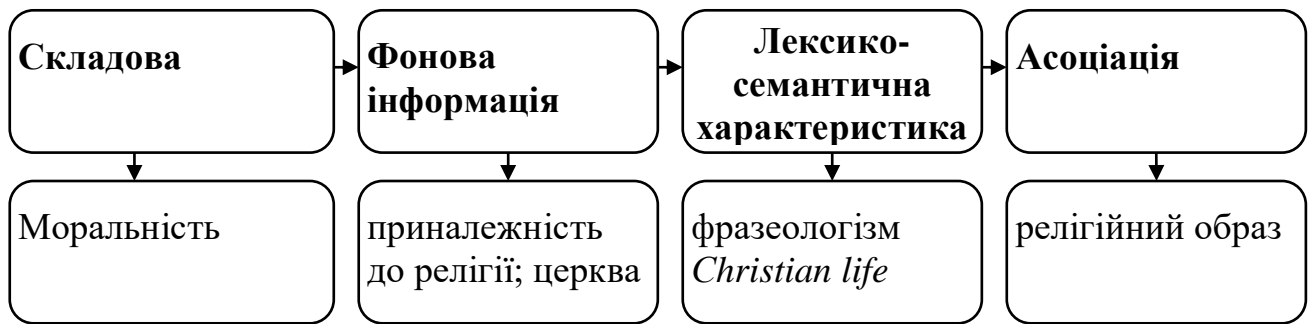 Складова
Фонова
інформація
Лексико-
семантична
характеристика
Асоціація
Моральність
приналежність
до релігії; церква
фразеологізм
Christian life
релігійний образ